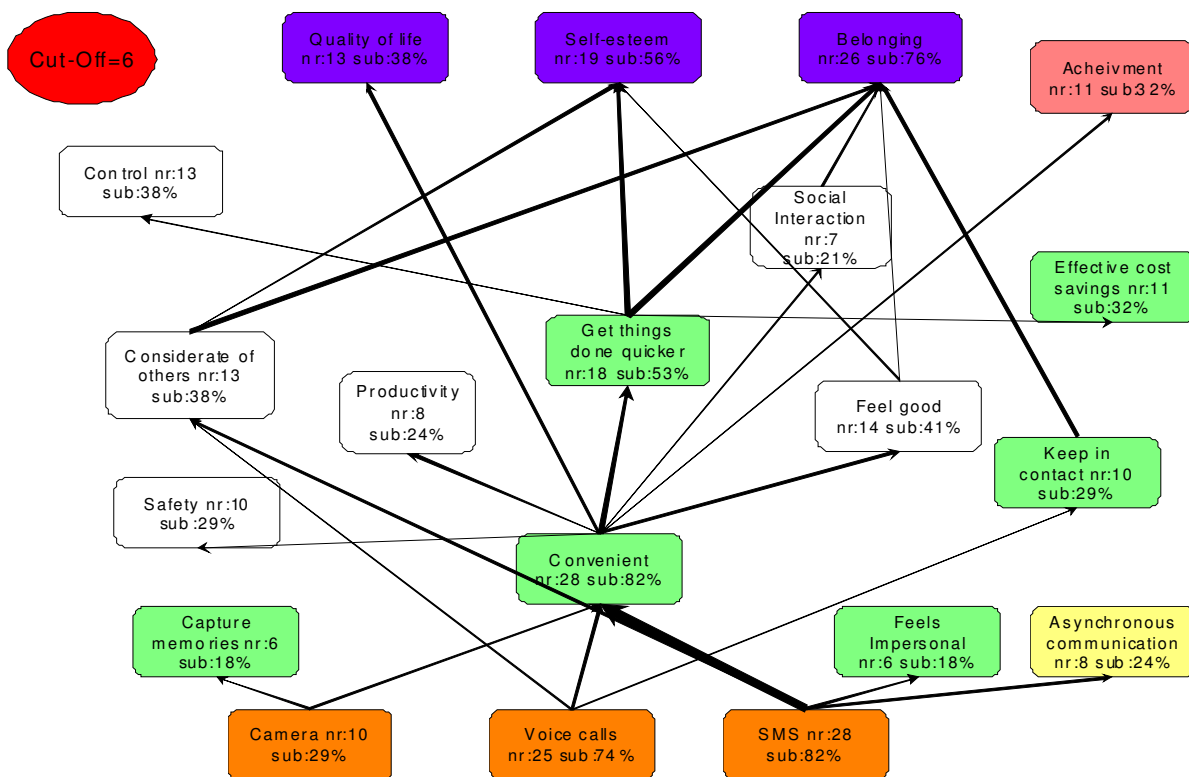 Cut-Off=6
Quality of life
nr:13 sub:38%
Self-esteem
nr:19 sub:56%
Belonging
nr:26 sub:76%
Acheivment
nr:11 sub:32%
Control nr:13
sub:38%
Social
Interaction
nr:7
sub:21%
Effective cost
savings nr:11
sub:32%
Get things
done quicker
nr:18 sub:53%
Considerate of
others nr:13
sub:38%
Productivity
nr:8
sub:24%
Feel good
nr:14 sub:41%
Keep in
contact nr:10
sub:29%
Safety nr:10
sub:29%
Convenient
nr:28 sub:82%
Capture
memories nr:6
sub:18%
Feels
Impersonal
nr:6 sub:18%
Asynchronous
communication
nr:8 sub:24%
Camera nr:10
sub:29%
Voice calls
nr:25 sub:74%
SMS nr:28
sub:82%